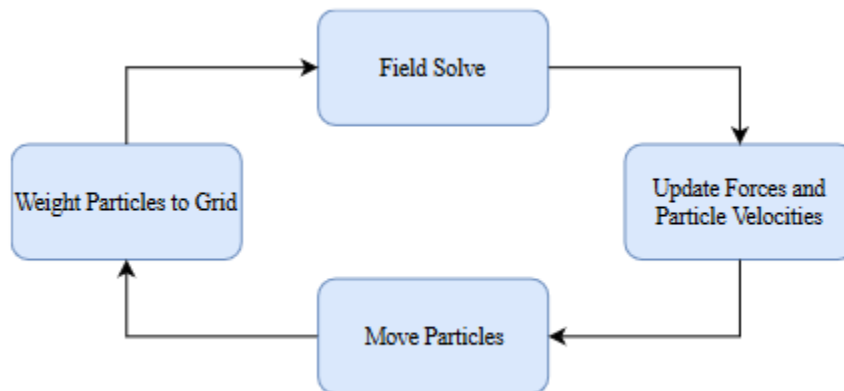 Field Solve
Weight Particles to Grid
Update Forces and
Particle Velocities
Move Particles